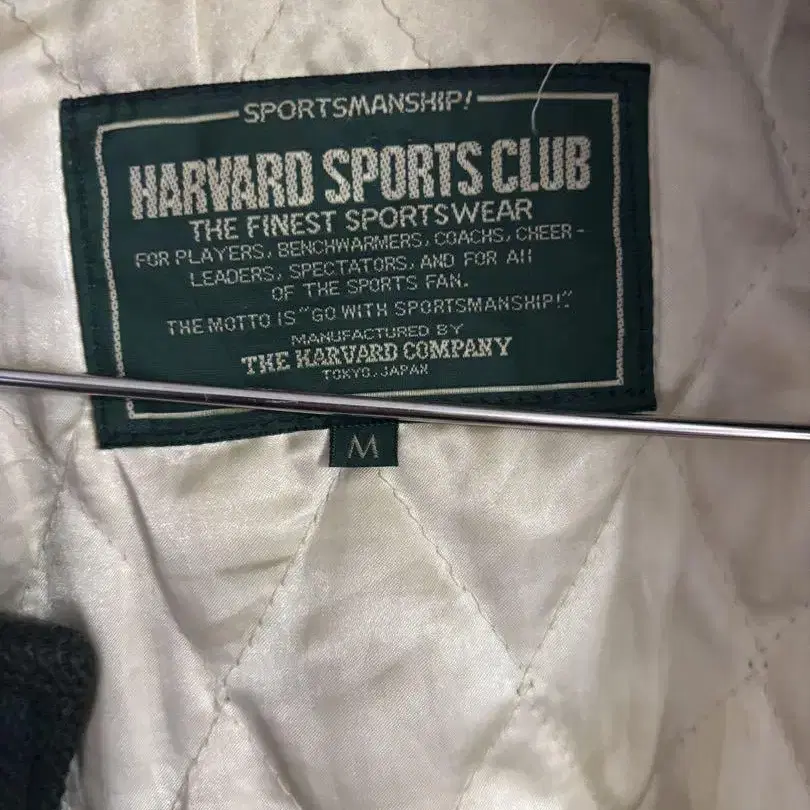 SPORTSMANSHIP!
HARVARD SPORTS CLUB
THE FINEST SPORTSWEAR
FOR PLAYERS, BENCHWARMERS, COACHS, CHEER-
LEADERS, SPECTATORS, AND FOR All
OF THE SPORTS FAN.
THE MOTTO IS "GO WITH SPORTSMANSHIP!"
MANUFACTURED BY
THE HARVARD COMPANY
TOKYO, JAPAN
M